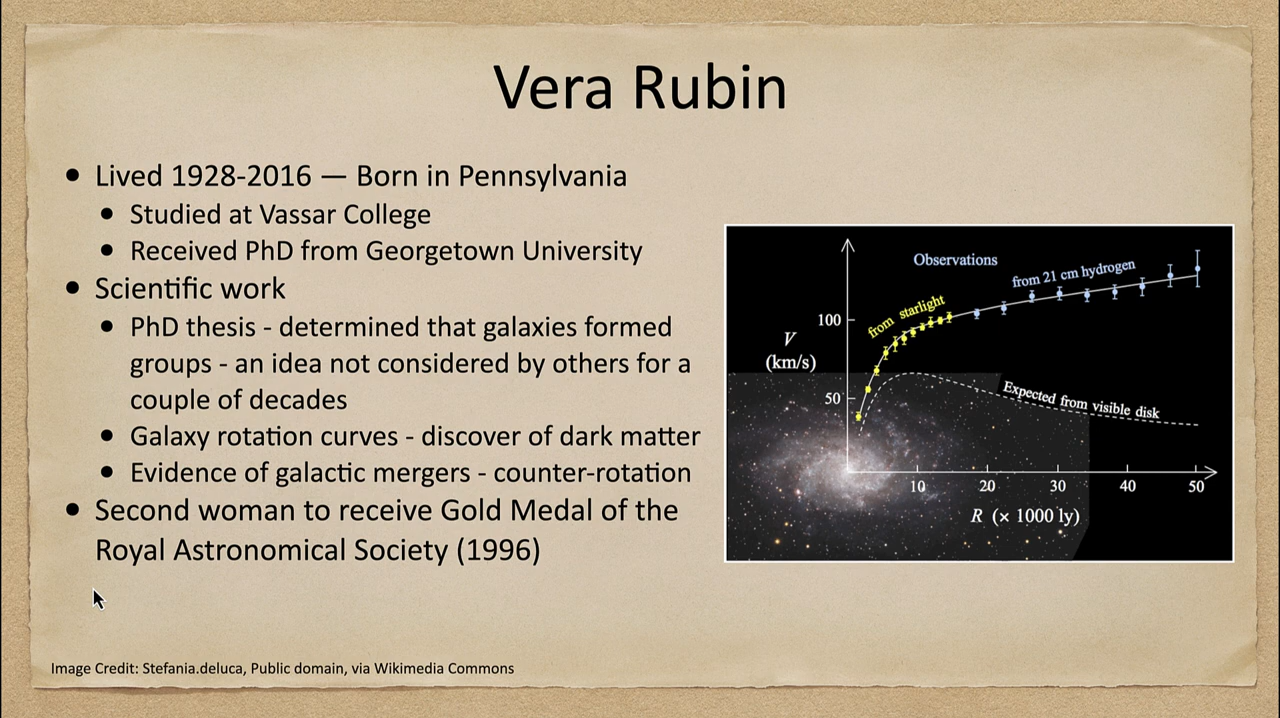 Vera Rubin
• Lived 1928-2016 — Born in Pennsylvania
• Studied at Vassar College
• Received PhD from Georgetown University
• Scientific work
• PhD thesis - determined that galaxies formed
groups - an idea not considered by others for a
couple of decades
• Galaxy rotation curves - discover of dark matter
• Evidence of galactic mergers - counter-rotation
• Second woman to receive Gold Medal of the
Royal Astronomical Society (1996)
Observations
from 21 cm hydrogen
from starlight
100
V
(km/s)
50
Expected from visible disk
10 20 30 40 50
R (× 1000 ly)
Image Credit: Stefania.deluca, Public domain, via Wikimedia Commons